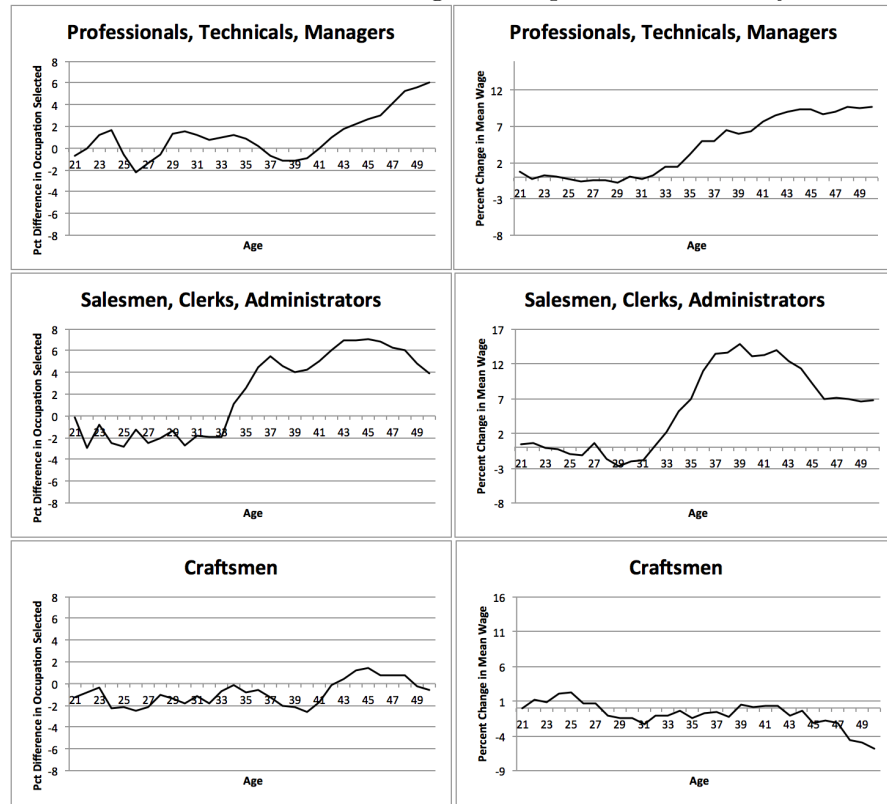 Professionals, Technicals, Managers
Pct Difference in Occupation Selected
8
6
4
2
0
-2
-4
-6
-8
21 23 25 27 29 31 33 35 37 39 41 43 45 47 49
Age
Professionals, Technicals, Managers
Percent Change in Mean Wage
12
7
2
-3
-8
21 23 25 27 29 31 33 35 37 39 41 43 45 47 49
Age
Salesmen, Clerks, Administrators
Pct Difference in Occupation Selected
8
6
4
2
0
-2
-4
-6
-8
21 23 25 27 29 31 33 35 37 39 41 43 45 47 49
Age
Salesmen, Clerks, Administrators
Percent Change in Mean Wage
17
12
7
2
-3
-8
21 23 25 27 29 31 33 35 37 39 41 43 45 47 49
Age
Craftsmen
Pct Difference in Occupation Selected
8
6
4
2
0
-2
-4
-6
-8
21 23 25 27 29 31 33 35 37 39 41 43 45 47 49
Age
Craftsmen
Percent Change in Mean Wage
16
11
6
1
-4
-9
21 23 25 27 29 31 33 35 37 39 41 43 45 47 49
Age